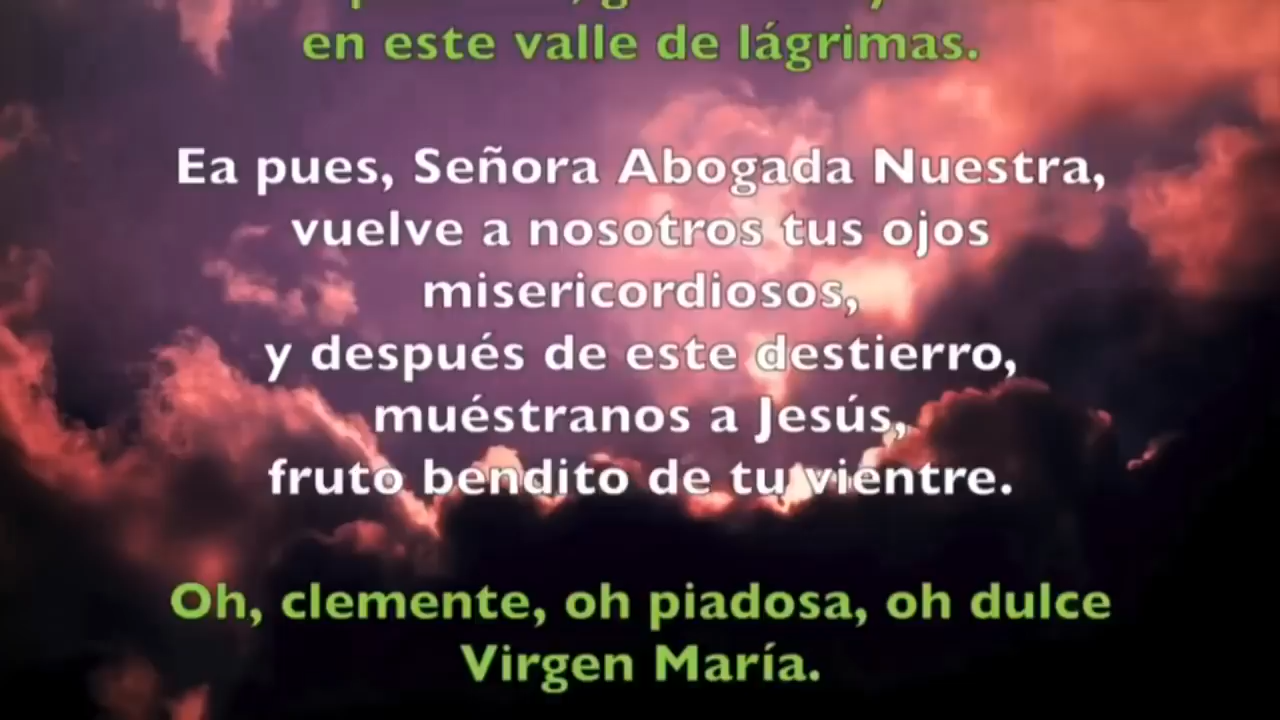 en este valle de lágrimas.
Ea pues, Señora Abogada Nuestra,
vuelve a nosotros tus ojos
misericordiosos,
y después de este destierro,
muéstranos a Jesús,
fruto bendito de tu vientre.
Oh, clemente, oh piadosa, oh dulce
Virgen María.